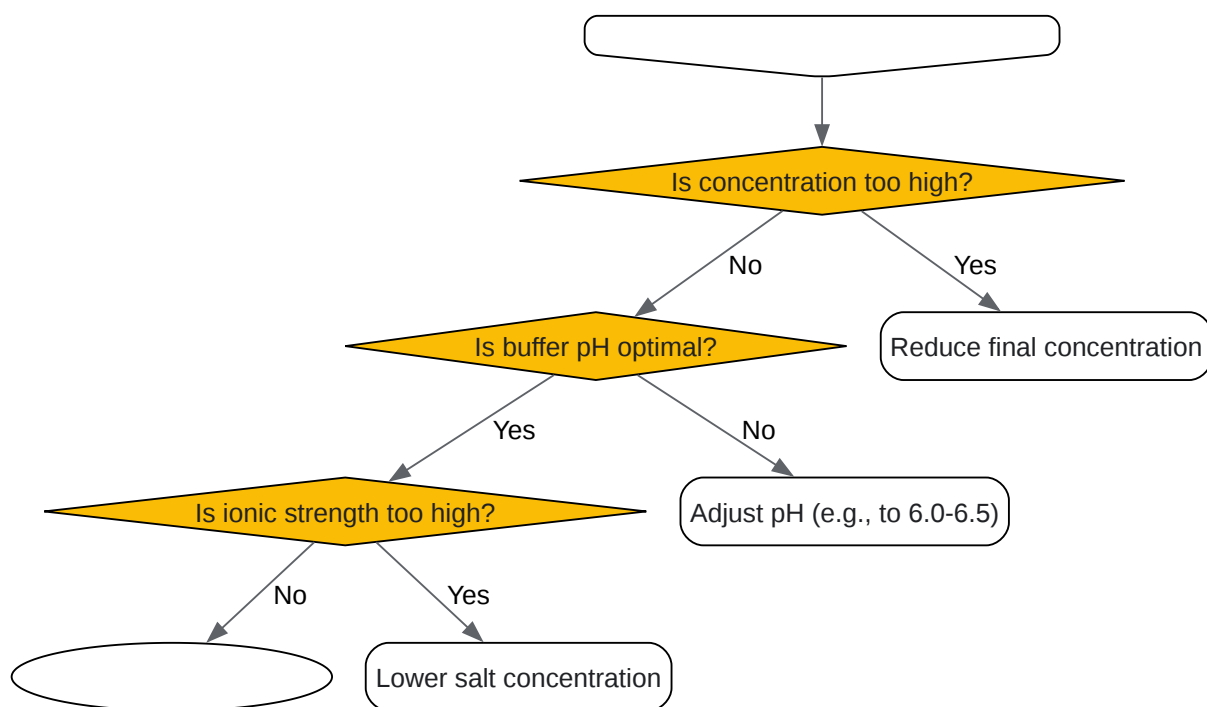 Is concentration too high?
No
Yes
Is buffer pH optimal?
Reduce final concentration
Yes
No
Is ionic strength too high?
Adjust pH (e.g., to 6.0-6.5)
No
Yes
Lower salt concentration